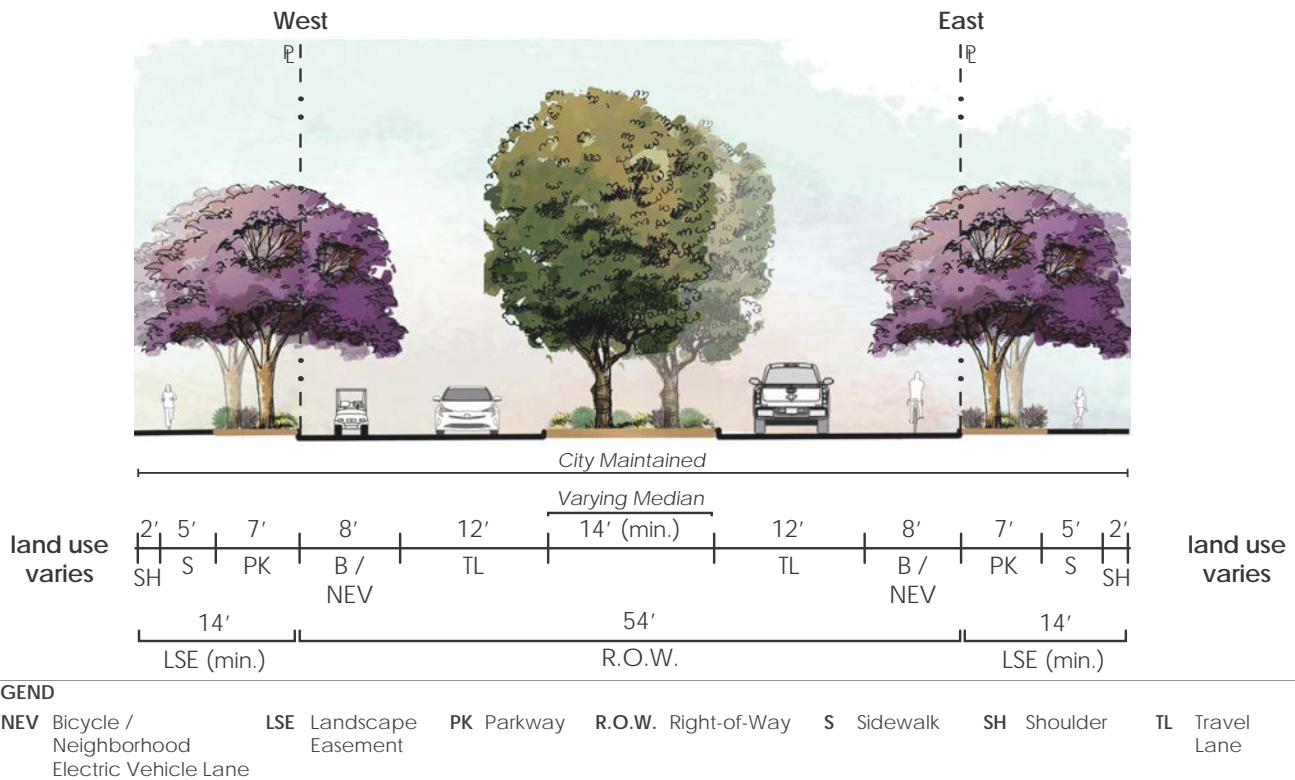 West East
℄ ℄
City Maintained
Varying Median
2' 5' 7' 8' 12' 14' (min.) 12' 8' 7' 5' 2'
land use
varies
SH S PK B /
NEV TL TL B /
NEV PK S SH
land use
varies
14' 54' 14'
LSE (min.) R.O.W. LSE (min.)
GEND
NEV Bicycle /
Neighborhood
Electric Vehicle Lane
LSE Landscape
Easement
PK Parkway
R.O.W. Right-of-Way
S Sidewalk
SH Shoulder
TL Travel
Lane